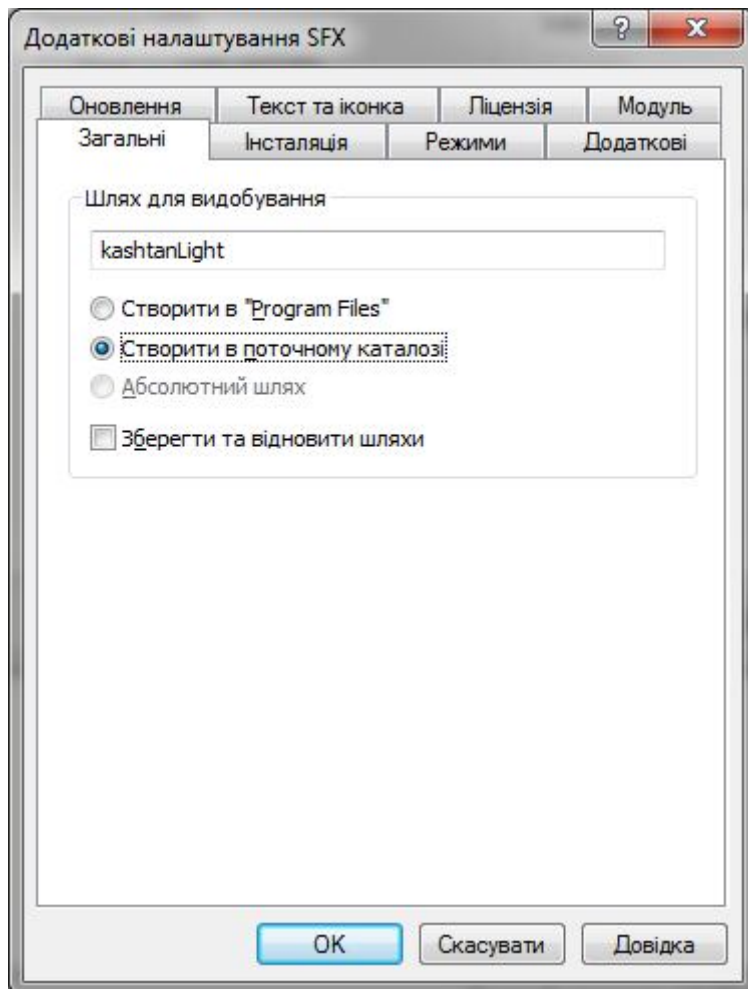 Додаткові налаштування SFX
Оновлення Текст та іконка Ліцензія Модуль
Загальні Інсталяція Режими Додаткові
Шлях для видобування
kashtanLight
Створити в "Program Files"
Створити в поточному каталозі
Абсолютний шлях
Зберегти та відновити шляхи
OK Скасувати Довідка